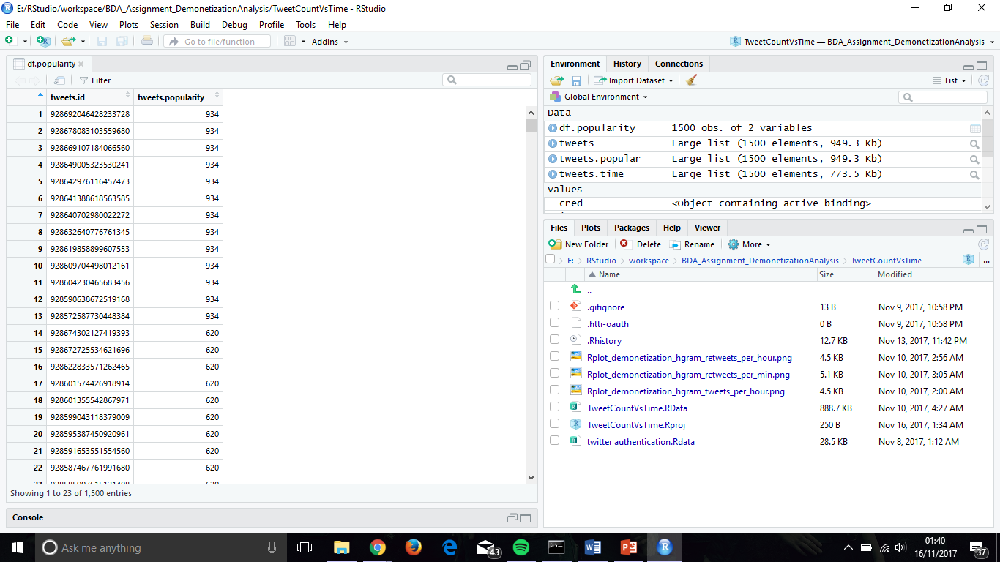 E:/RStudio/workspace/BDA_Assignment_DemonetizationAnalysis/TweetCountVsTime - RStudio
File Edit Code View Plots Session Build Debug Profile Tools Help
Go to file/function Addins TweetCountVsTime — BDA_Assignment_DemonetizationAnalysis
df.popularity
Filter
tweets.id tweets.popularity
1 928692046428233728 934
2 928678083103559680 934
3 928669107184066560 934
4 928649005323530241 934
5 928642976116457473 934
6 928641388618563585 934
7 928640702980022272 934
8 928632640776761345 934
9 928619858899607553 934
10 928609704498012161 934
11 928604230465683456 934
12 928590638672519168 934
13 928572587730448384 934
14 928674302127419393 620
15 928672725534621696 620
16 928622833571262465 620
17 928601574426918914 620
18 928601355542867971 620
19 928599043118379009 620
20 928595387450920961 620
21 928591653551554560 620
22 928587467761991680 620
Showing 1 to 23 of 1,500 entries
Console
Environment History Connections
Import Dataset List
Global Environment
Data
df.popularity 1500 obs. of 2 variables
tweets Large list (1500 elements, 949.3 Kb)
tweets.popular Large list (1500 elements, 949.3 Kb)
tweets.time Large list (1500 elements, 773.5 Kb)
Values
cred <Object containing active binding>
Files Plots Packages Help Viewer
New Folder Delete Rename More
E: RStudio workspace BDA_Assignment_DemonetizationAnalysis TweetCountVsTime ...
Name Size Modified
..
.gitignore 13 B Nov 9, 2017, 10:58 PM
.httr-oauth 0 B Nov 9, 2017, 10:58 PM
.Rhistory 12.7 KB Nov 13, 2017, 11:42 PM
Rplot_demonetization_hgram_retweets_per_hour.png 4.5 KB Nov 10, 2017, 2:56 AM
Rplot_demonetization_hgram_retweets_per_min.png 5.1 KB Nov 10, 2017, 3:05 AM
Rplot_demonetization_hgram_tweets_per_hour.png 4.5 KB Nov 10, 2017, 2:00 AM
TweetCountVsTime.RData 888.7 KB Nov 10, 2017, 4:27 AM
TweetCountVsTime.Rproj 250 B Nov 16, 2017, 1:34 AM
twitter authentication.Rdata 28.5 KB Nov 8, 2017, 1:12 AM
Ask me anything 43 01:40
16/11/2017 37